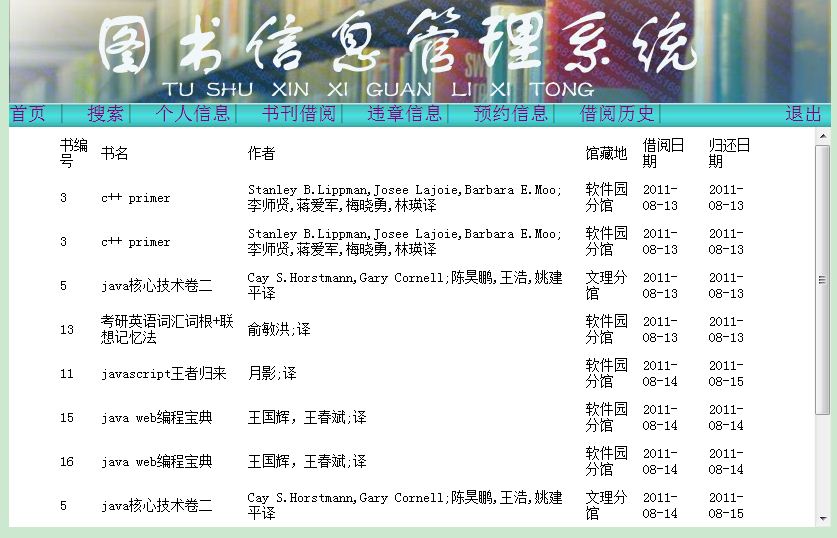 图书信息管理系统
TU SHU XIN XI GUAN LI XI TONG
首页 | 搜索 | 个人信息 | 书刊借阅 | 违章信息 | 预约信息 | 借阅历史 | 退出
书编号 书名 作者 馆藏地 借阅日期 归还日期
3 c++ primer Stanley B.Lippman,Josee Lajoie,Barbara E.Moo;李师贤,蒋爱军,梅晓勇,林瑛译 软件园分馆 2011-08-13 2011-08-13
3 c++ primer Stanley B.Lippman,Josee Lajoie,Barbara E.Moo;李师贤,蒋爱军,梅晓勇,林瑛译 软件园分馆 2011-08-13 2011-08-13
5 java核心技术卷二 Cay S.Horstmann,Gary Cornell;陈昊鹏,王浩,姚建平译 文理分馆 2011-08-13 2011-08-13
13 考研英语词汇词根+联想记忆法 俞敏洪;译 软件园分馆 2011-08-13 2011-08-13
11 javascript王者归来 月影;译 软件园分馆 2011-08-14 2011-08-15
15 java web编程宝典 王国辉，王春斌;译 软件园分馆 2011-08-14 2011-08-14
16 java web编程宝典 王国辉，王春斌;译 软件园分馆 2011-08-14 2011-08-14
5 java核心技术卷二 Cay S.Horstmann,Gary Cornell;陈昊鹏,王浩,姚建平译 文理分馆 2011-08-14 2011-08-15